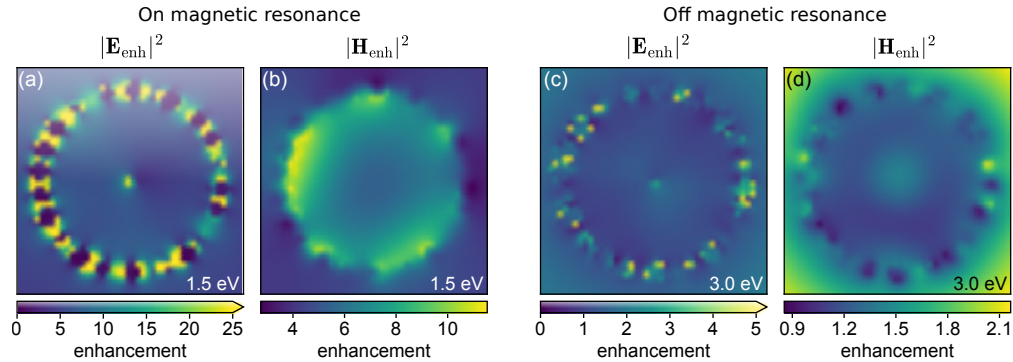 On magnetic resonance
Off magnetic resonance
|E_enh|²
|H_enh|²
|E_enh|²
|H_enh|²
(a)
(b)
(c)
(d)
1.5 eV
1.5 eV
3.0 eV
3.0 eV
0 5 10 15 20 25
4 6 8 10
0 1 2 3 4 5
0.9 1.2 1.5 1.8 2.1
enhancement
enhancement
enhancement
enhancement